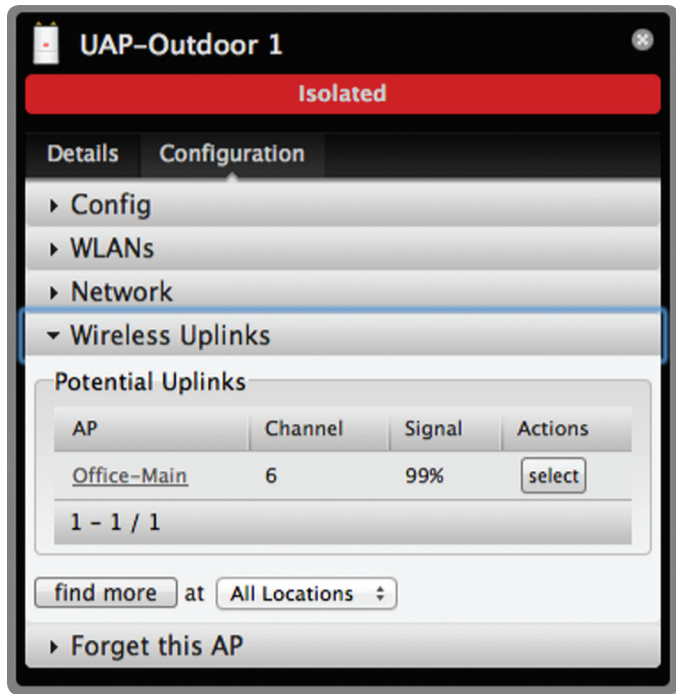 UAP-Outdoor 1
Isolated
Details Configuration
Config
WLANs
Network
Wireless Uplinks
Potential Uplinks
AP Channel Signal Actions
Office-Main 6 99% select
1 - 1 / 1
find more at All Locations
Forget this AP